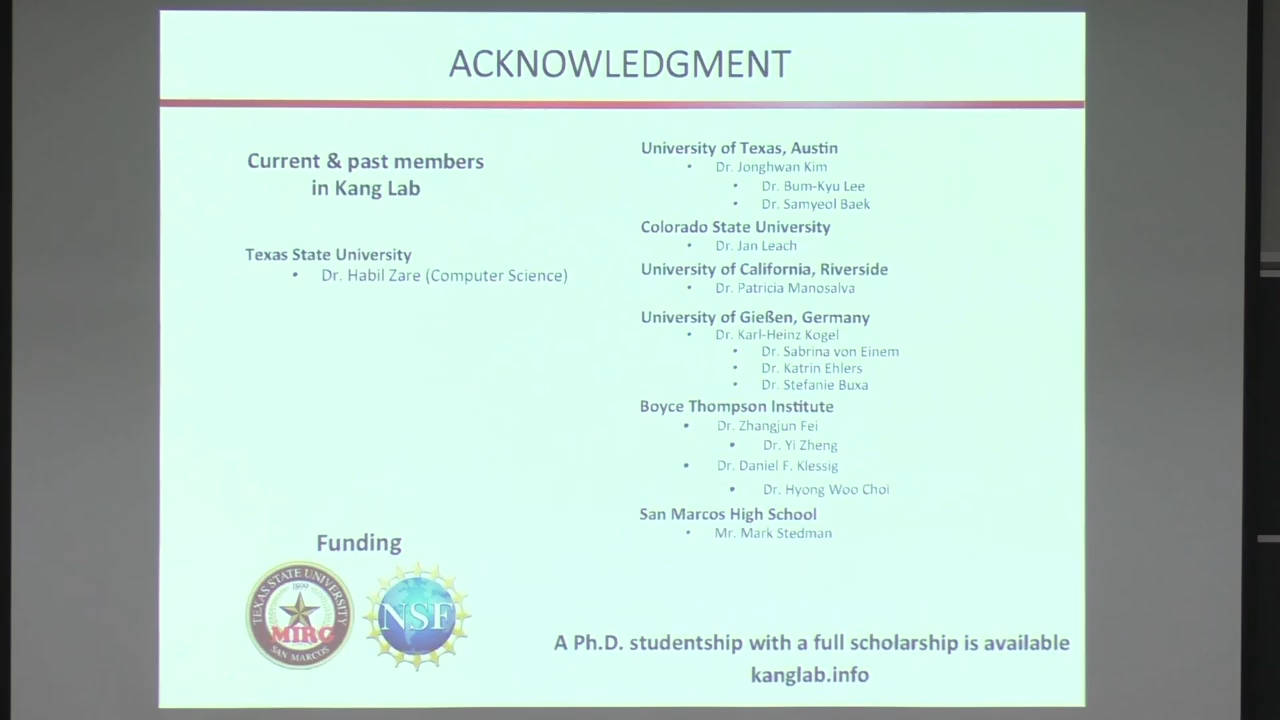 ACKNOWLEDGMENT
Current & past members
in Kang Lab
Texas State University
• Dr. Habil Zare (Computer Science)
University of Texas, Austin
• Dr. Jonghwan Kim
• Dr. Bum-Kyu Lee
• Dr. Samyeol Baek
Colorado State University
• Dr. Jan Leach
University of California, Riverside
• Dr. Patricia Manosalva
University of Gießen, Germany
• Dr. Karl-Heinz Kogel
• Dr. Sabrina von Einem
• Dr. Katrin Ehlers
• Dr. Stefanie Buxa
Boyce Thompson Institute
• Dr. Zhangjun Fei
• Dr. Yi Zheng
• Dr. Daniel F. Klessig
• Dr. Hyong Woo Choi
San Marcos High School
• Mr. Mark Stedman
Funding
TEXAS STATE UNIVERSITY
1899
MIRG
SAN MARCOS
NSF
A Ph.D. studentship with a full scholarship is available
kanglab.info